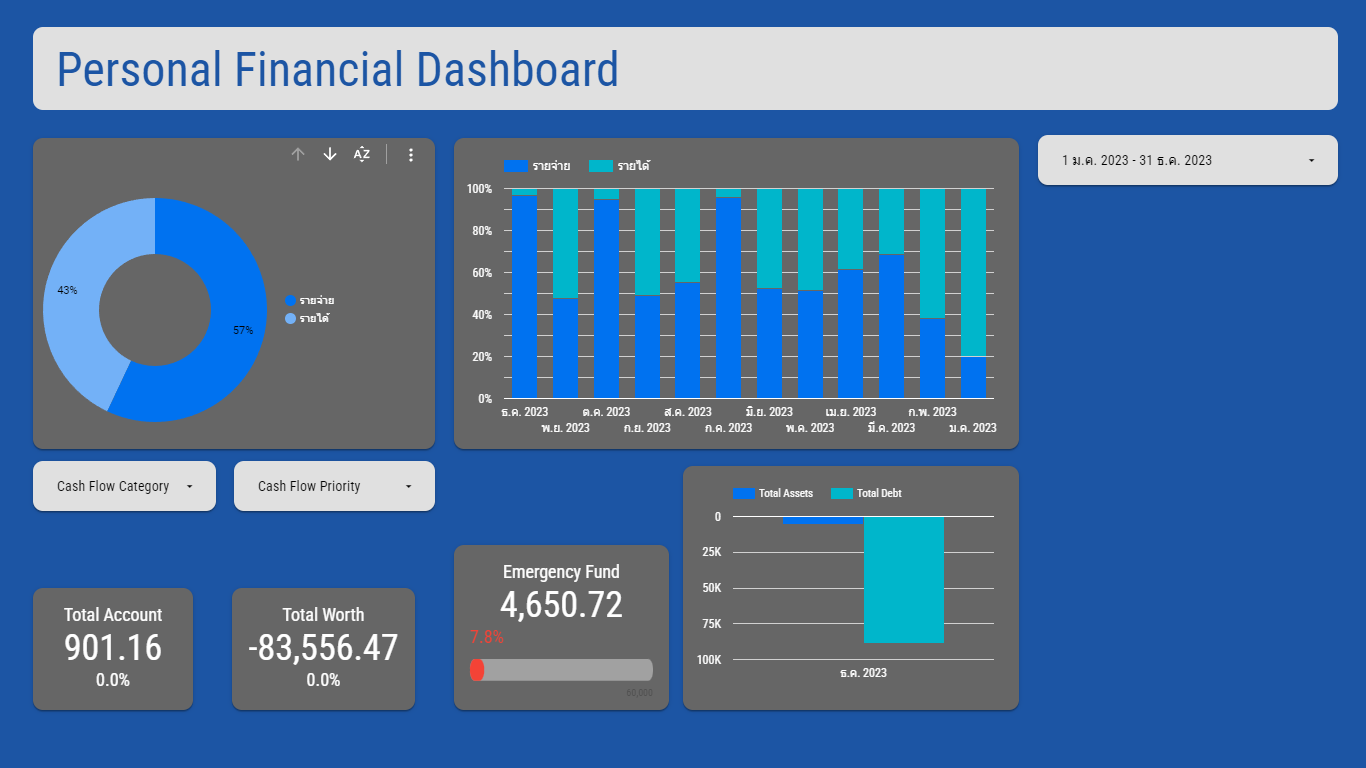 Personal Financial Dashboard
1 ม.ค. 2023 - 31 ธ.ค. 2023
AZ
43%
57%
รายจ่าย
รายได้
รายจ่าย รายได้
100%
80%
60%
40%
20%
0%
ธ.ค. 2023 ต.ค. 2023 ส.ค. 2023 มิ.ย. 2023 เม.ย. 2023 ก.พ. 2023
พ.ย. 2023 ก.ย. 2023 ก.ค. 2023 พ.ค. 2023 มี.ค. 2023 ม.ค. 2023
Cash Flow Category
Cash Flow Priority
Total Account
901.16
0.0%
Total Worth
-83,556.47
0.0%
Emergency Fund
4,650.72
7.8%
60,000
Total Assets Total Debt
0
25K
50K
75K
100K
ธ.ค. 2023